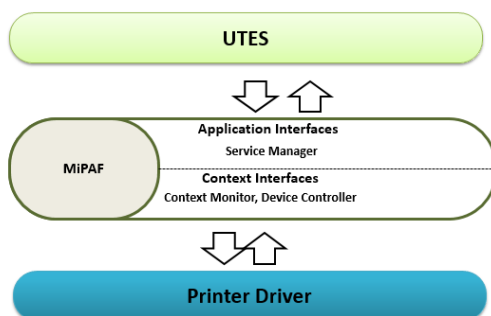 UTES
Application Interfaces
Service Manager
MiPAF
Context Interfaces
Context Monitor, Device Controller
Printer Driver